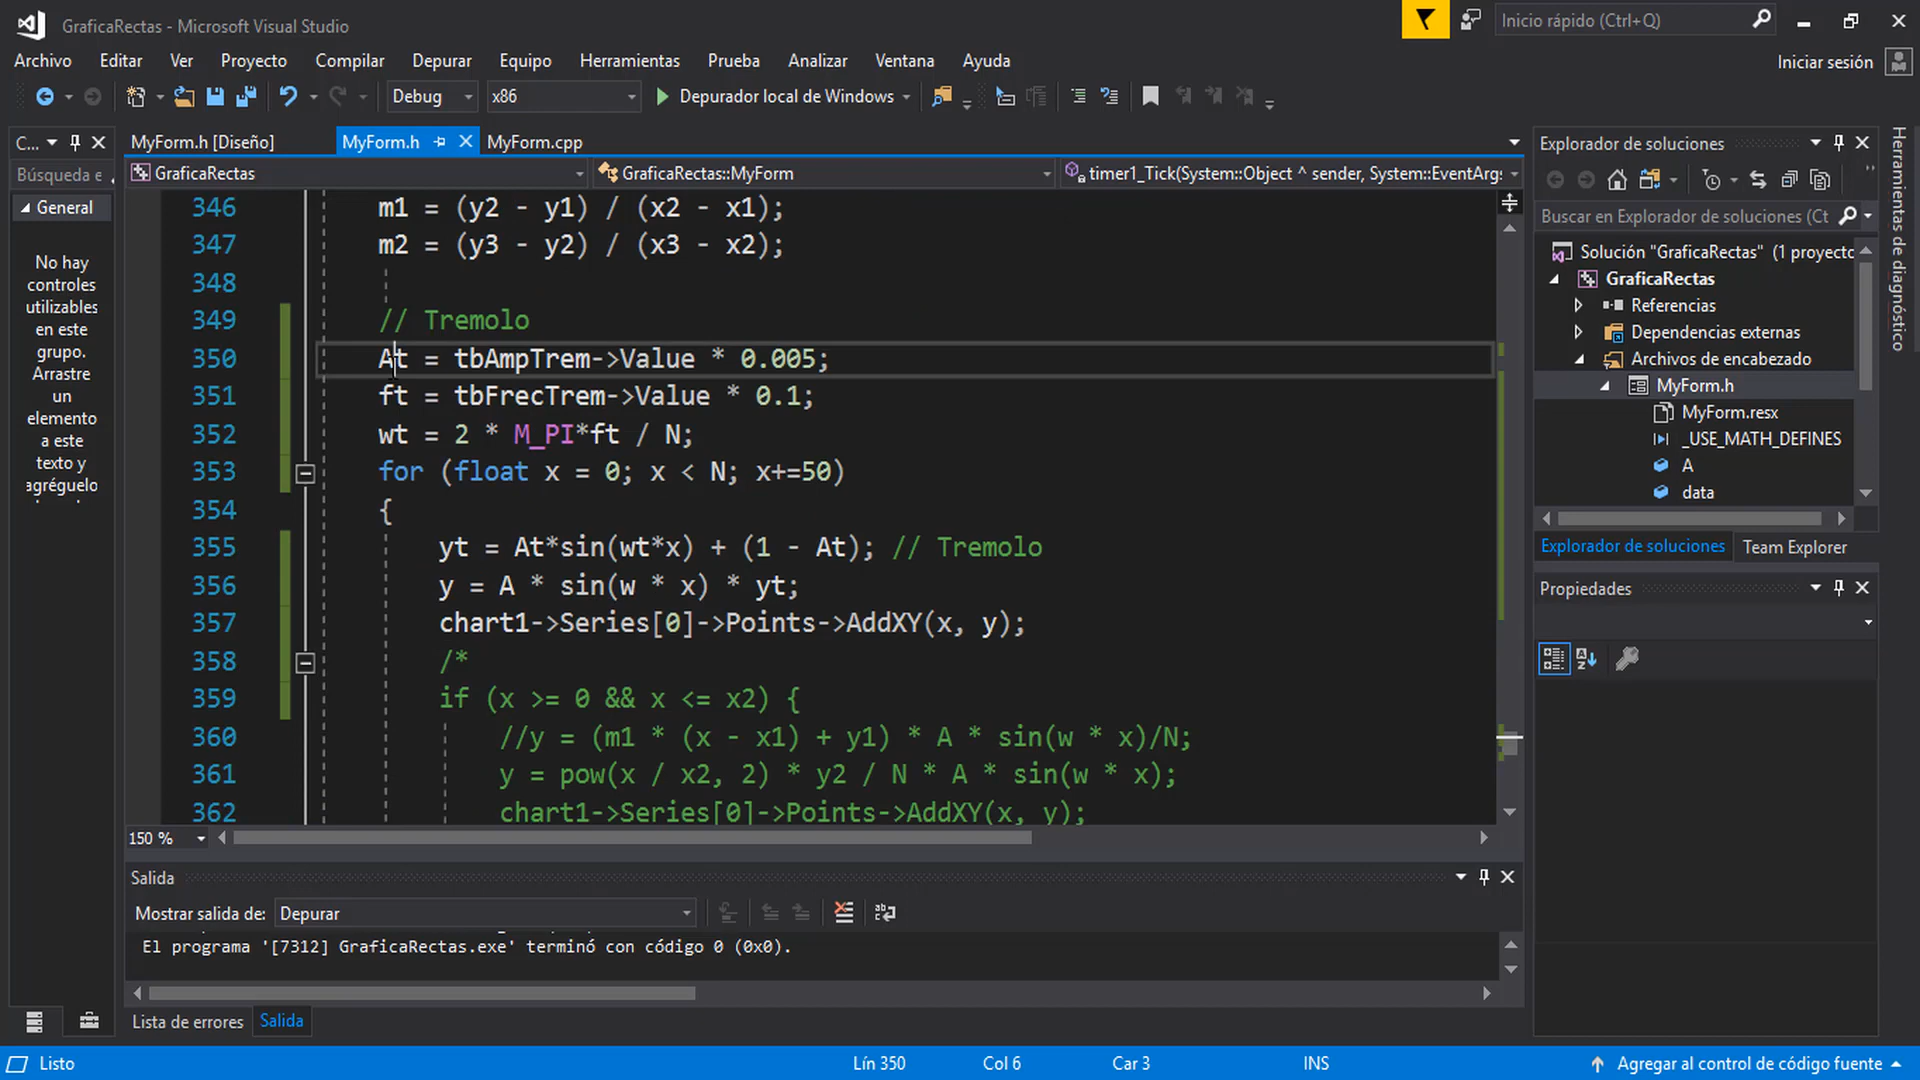 GraficaRectas - Microsoft Visual Studio
Inicio rápido (Ctrl+Q)
Archivo Editar Ver Proyecto Compilar Depurar Equipo Herramientas Prueba Analizar Ventana Ayuda
Iniciar sesión
Debug x86 Depurador local de Windows
C...
MyForm.h [Diseño] MyForm.h MyForm.cpp
Explorador de soluciones
Búsqueda e
GraficaRectas GraficaRectas::MyForm timer1_Tick(System::Object ^ sender, System::EventArgs
General
No hay
controles
utilizables
en este
grupo.
Arrastre
un
elemento
a este
texto y
agréguelo
346 m1 = (y2 - y1) / (x2 - x1);
347 m2 = (y3 - y2) / (x3 - x2);
348
349 // Tremolo
350 At = tbAmpTrem->Value * 0.005;
351 ft = tbFrecTrem->Value * 0.1;
352 wt = 2 * M_PI*ft / N;
353 for (float x = 0; x < N; x+=50)
354 {
355 yt = At*sin(wt*x) + (1 - At); // Tremolo
356 y = A * sin(w * x) * yt;
357 chart1->Series[0]->Points->AddXY(x, y);
358 /*
359 if (x >= 0 && x <= x2) {
360 //y = (m1 * (x - x1) + y1) * A * sin(w * x)/N;
361 y = pow(x / x2, 2) * y2 / N * A * sin(w * x);
362 chart1->Series[0]->Points->AddXY(x, y);
150 %
Buscar en Explorador de soluciones (Ct
Solución "GraficaRectas" (1 proyecto
GraficaRectas
Referencias
Dependencias externas
Archivos de encabezado
MyForm.h
MyForm.resx
_USE_MATH_DEFINES
A
data
Explorador de soluciones Team Explorer
Propiedades
Herramientas de diagnóstico
Salida
Mostrar salida de: Depurar
El programa '[7312] GraficaRectas.exe' terminó con código 0 (0x0).
Lista de errores Salida
Listo Lín 350 Col 6 Car 3 INS Agregar al control de código fuente